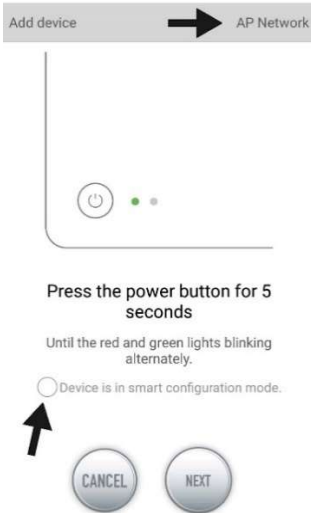 Add device AP Network
Press the power button for 5
seconds
Until the red and green lights blinking
alternately.
Device is in smart configuration mode.
CANCEL NEXT